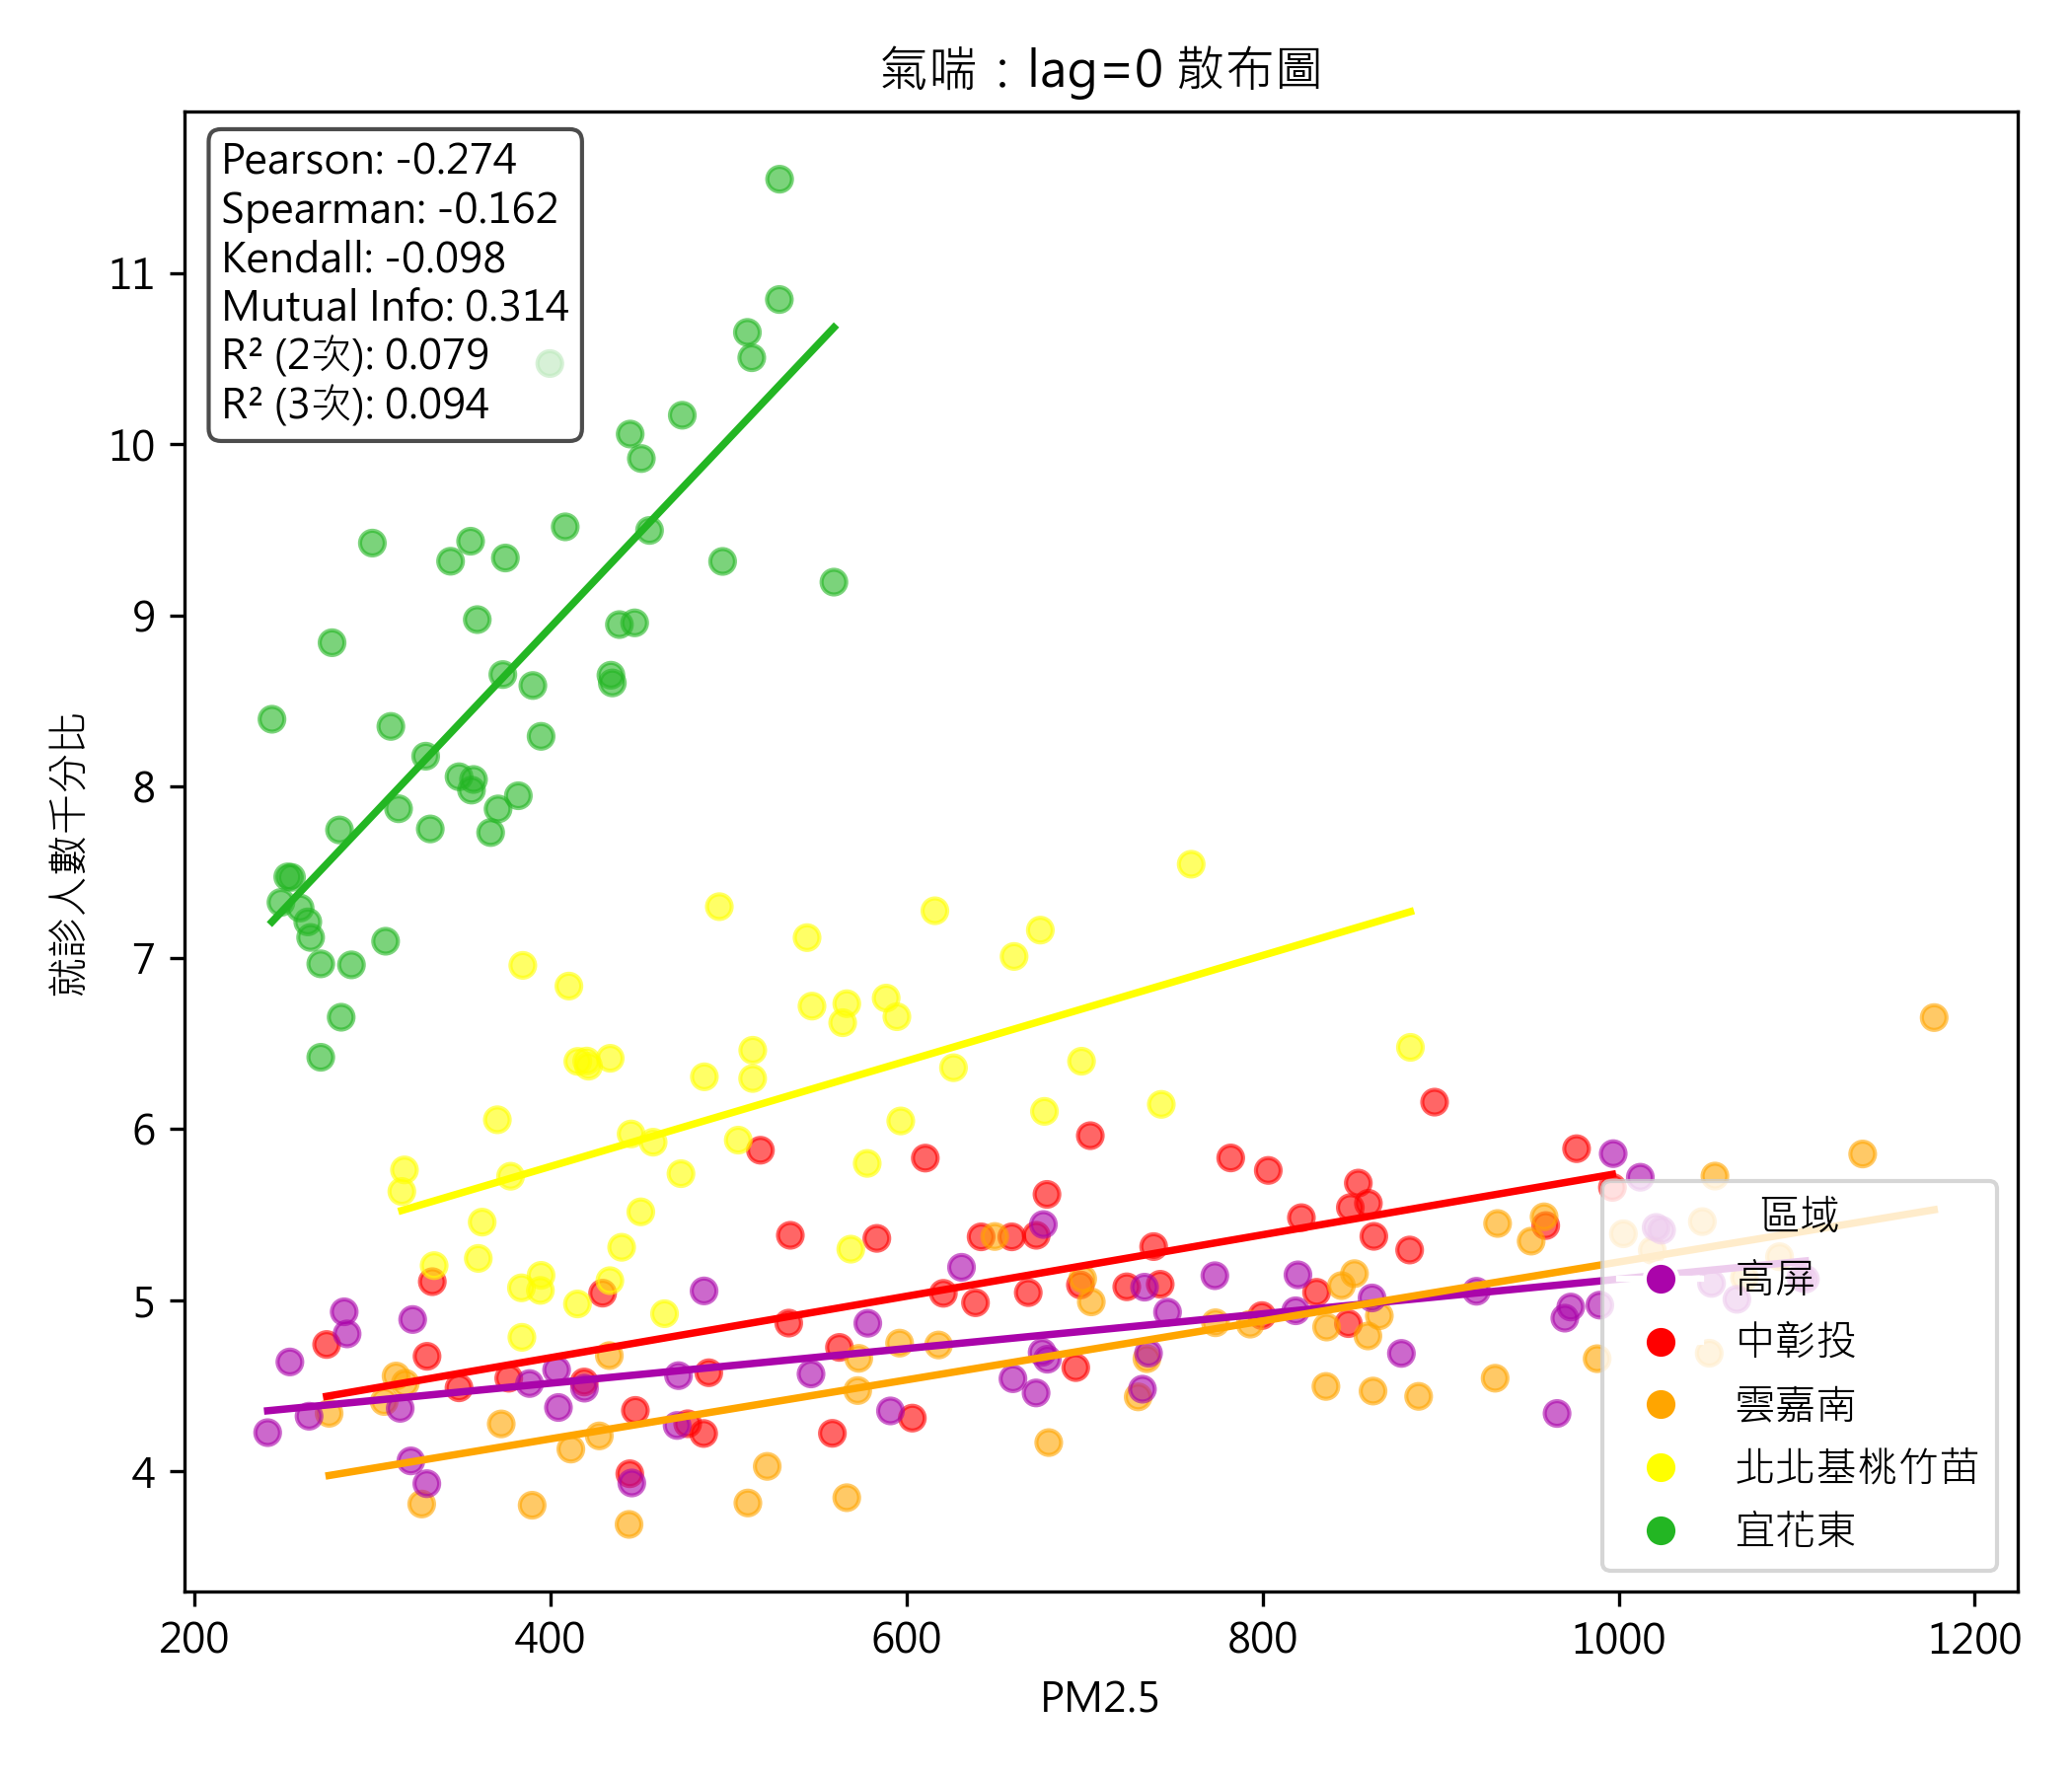 氣喘：lag=0 散布圖
Pearson: -0.274
Spearman: -0.162
Kendall: -0.098
Mutual Info: 0.314
R² (2次): 0.079
R² (3次): 0.094
就診人數千分比
11
10
9
8
7
6
5
4
區域
高屏
中彰投
雲嘉南
北北基桃竹苗
宜花東
200 400 600 800 1000 1200
PM2.5